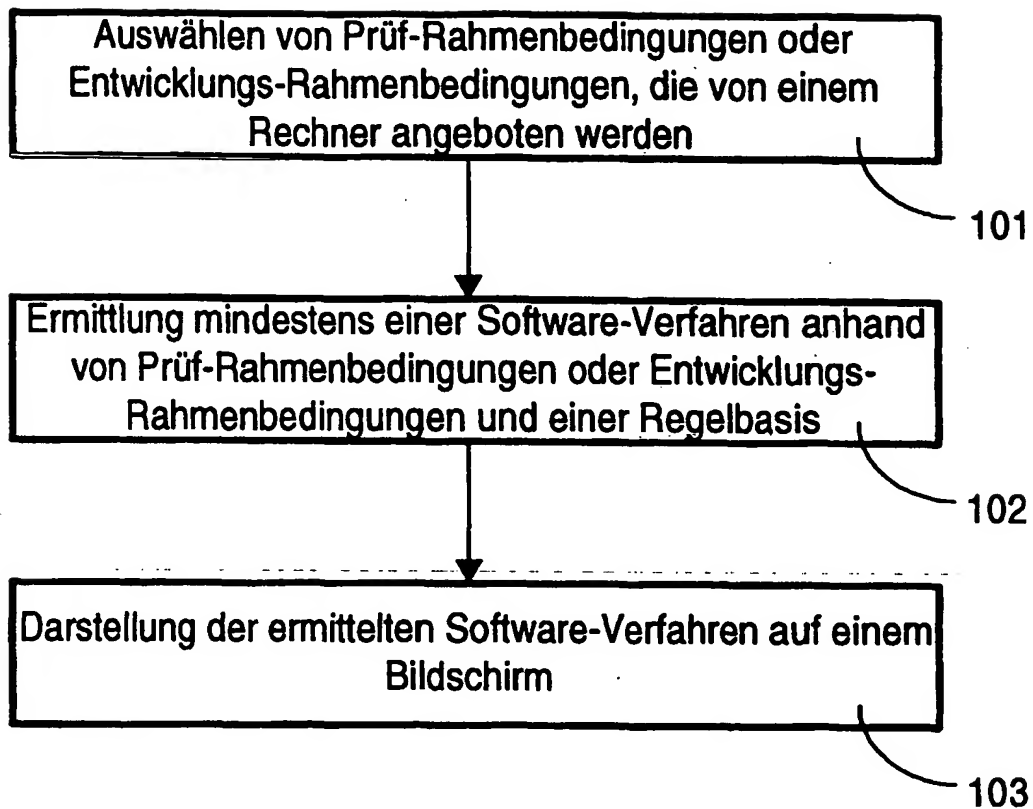 Auswählen von Prüf-Rahmenbedingungen oder
Entwicklungs-Rahmenbedingungen, die von einem
Rechner angeboten werden
101
Ermittlung mindestens einer Software-Verfahren anhand
von Prüf-Rahmenbedingungen oder Entwicklungs-
Rahmenbedingungen und einer Regelbasis
102
Darstellung der ermittelten Software-Verfahren auf einem
Bildschirm
103